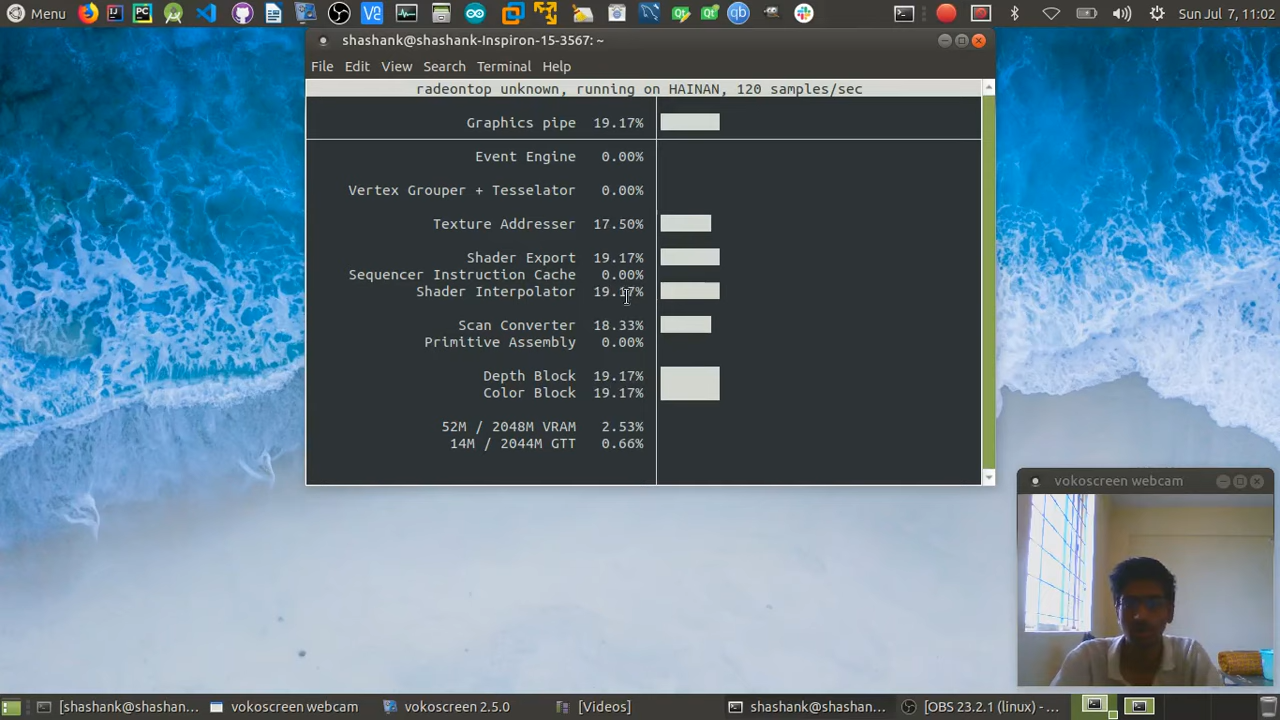 Menu
Sun Jul 7, 11:02
shashank@shashank-Inspiron-15-3567: ~
File Edit View Search Terminal Help
radeontop unknown, running on HAINAN, 120 samples/sec
Graphics pipe 19.17%
Event Engine 0.00%
Vertex Grouper + Tesselator 0.00%
Texture Addresser 17.50%
Shader Export 19.17%
Sequencer Instruction Cache 0.00%
Shader Interpolator 19.17%
Scan Converter 18.33%
Primitive Assembly 0.00%
Depth Block 19.17%
Color Block 19.17%
52M / 2048M VRAM 2.53%
14M / 2044M GTT 0.66%
vokoscreen webcam
[shashank@shashan...
vokoscreen webcam
vokoscreen 2.5.0
[Videos]
shashank@shashan...
[OBS 23.2.1 (linux) - ...